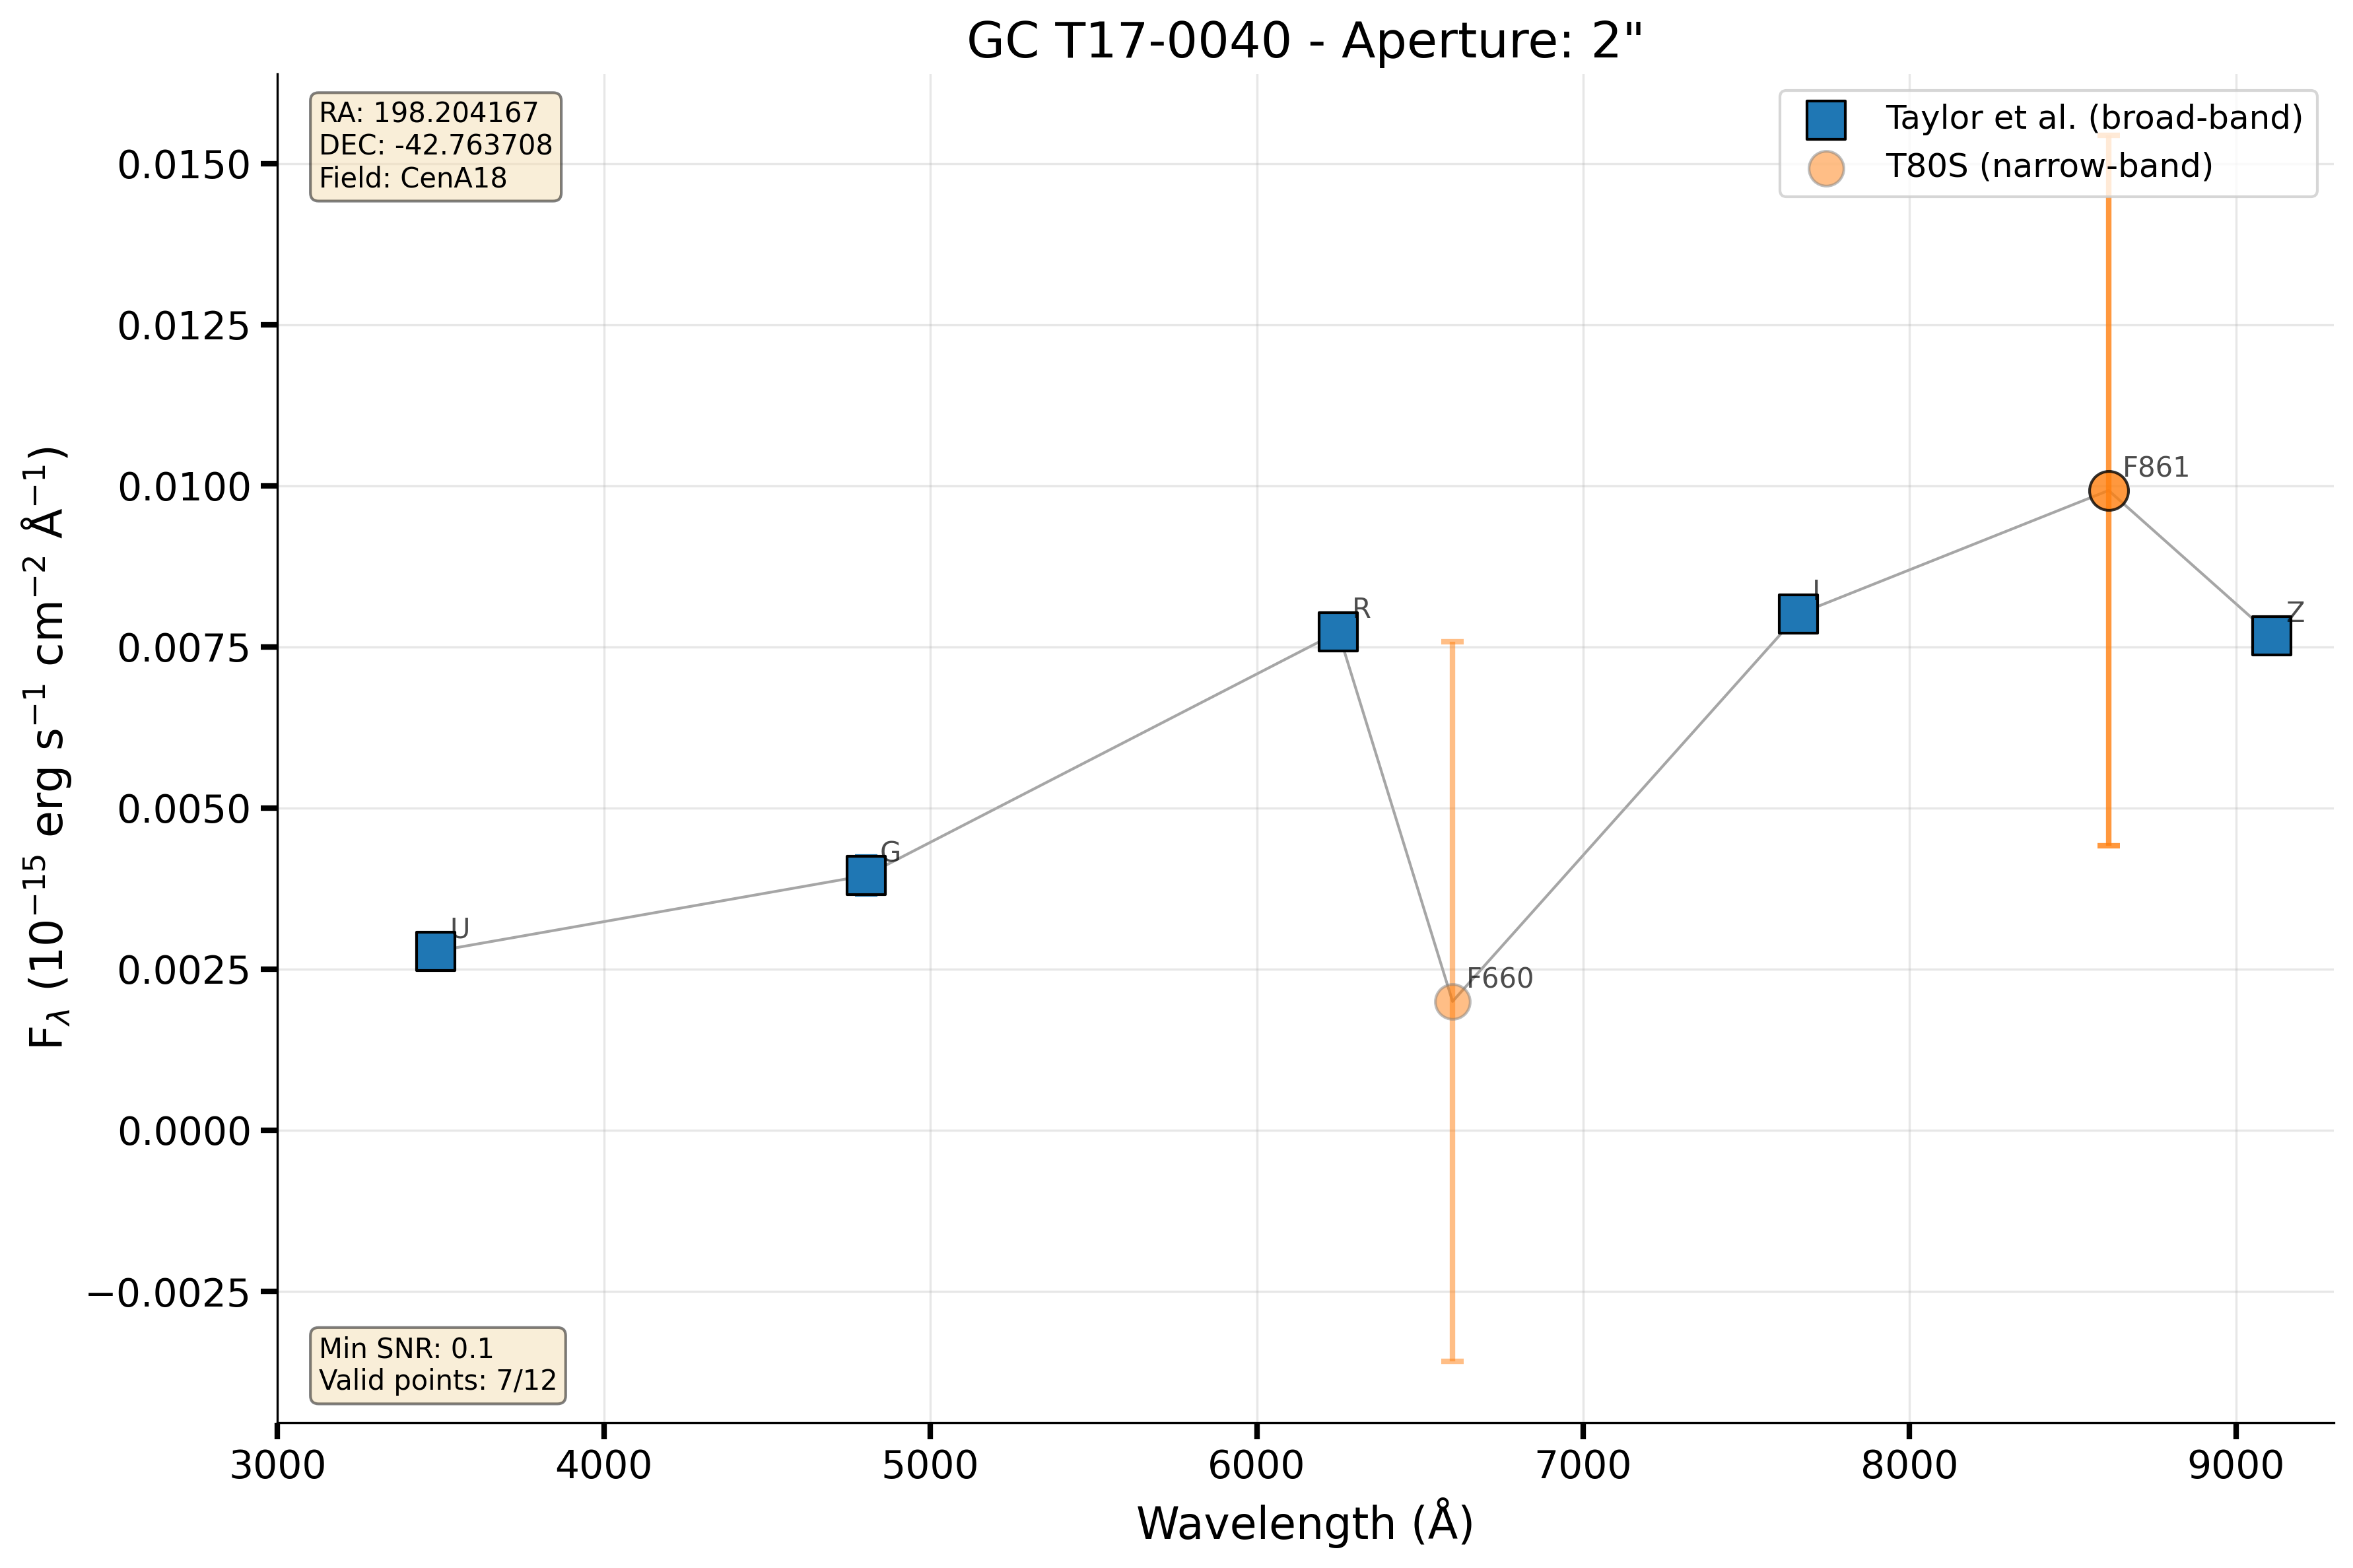 GC T17-0040 - Aperture: 2"
RA: 198.204167
DEC: -42.763708
Field: CenA18
Taylor et al. (broad-band)
T80S (narrow-band)
0.0150
0.0125
0.0100
0.0075
0.0050
0.0025
0.0000
−0.0025
F_λ (10⁻¹⁵ erg s⁻¹ cm⁻² Å⁻¹)
U
G
R
F660
I
F861
Z
Min SNR: 0.1
Valid points: 7/12
3000 4000 5000 6000 7000 8000 9000
Wavelength (Å)